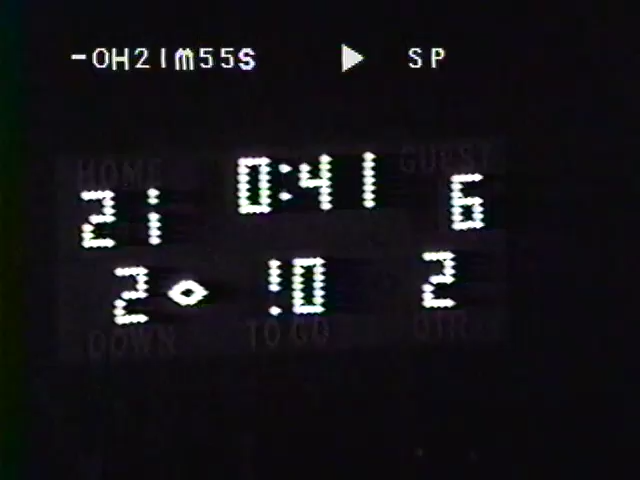 -0H21m55s ▶ SP
HOME 0:41 GUEST
21 6
2 10 2
DOWN TO GO QTR